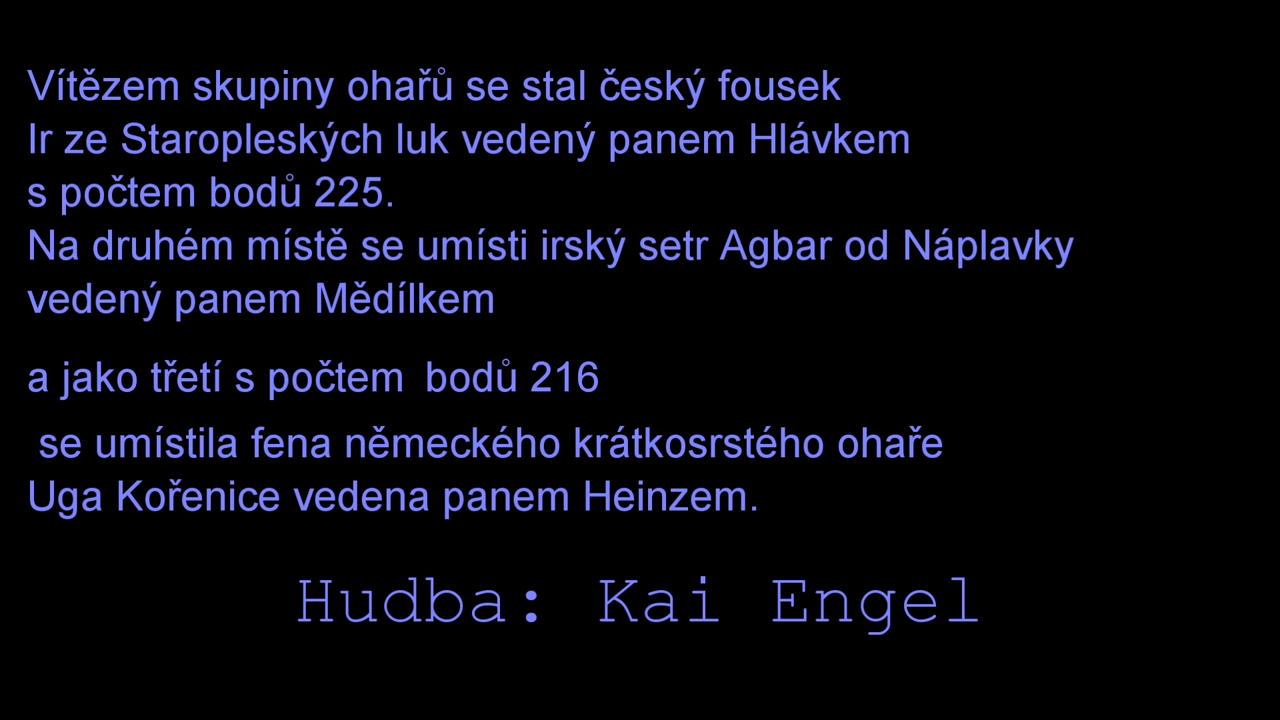 Vítězem skupiny ohařů se stal český fousek
Ir ze Staropleských luk vedený panem Hlávkem
s počtem bodů 225.
Na druhém místě se umísti irský setr Agbar od Náplavky
vedený panem Mědílkem
a jako třetí s počtem  bodů 216
se umístila fena německého krátkosrstého ohaře
Uga Kořenice vedena panem Heinzem.
Hudba: Kai Engel